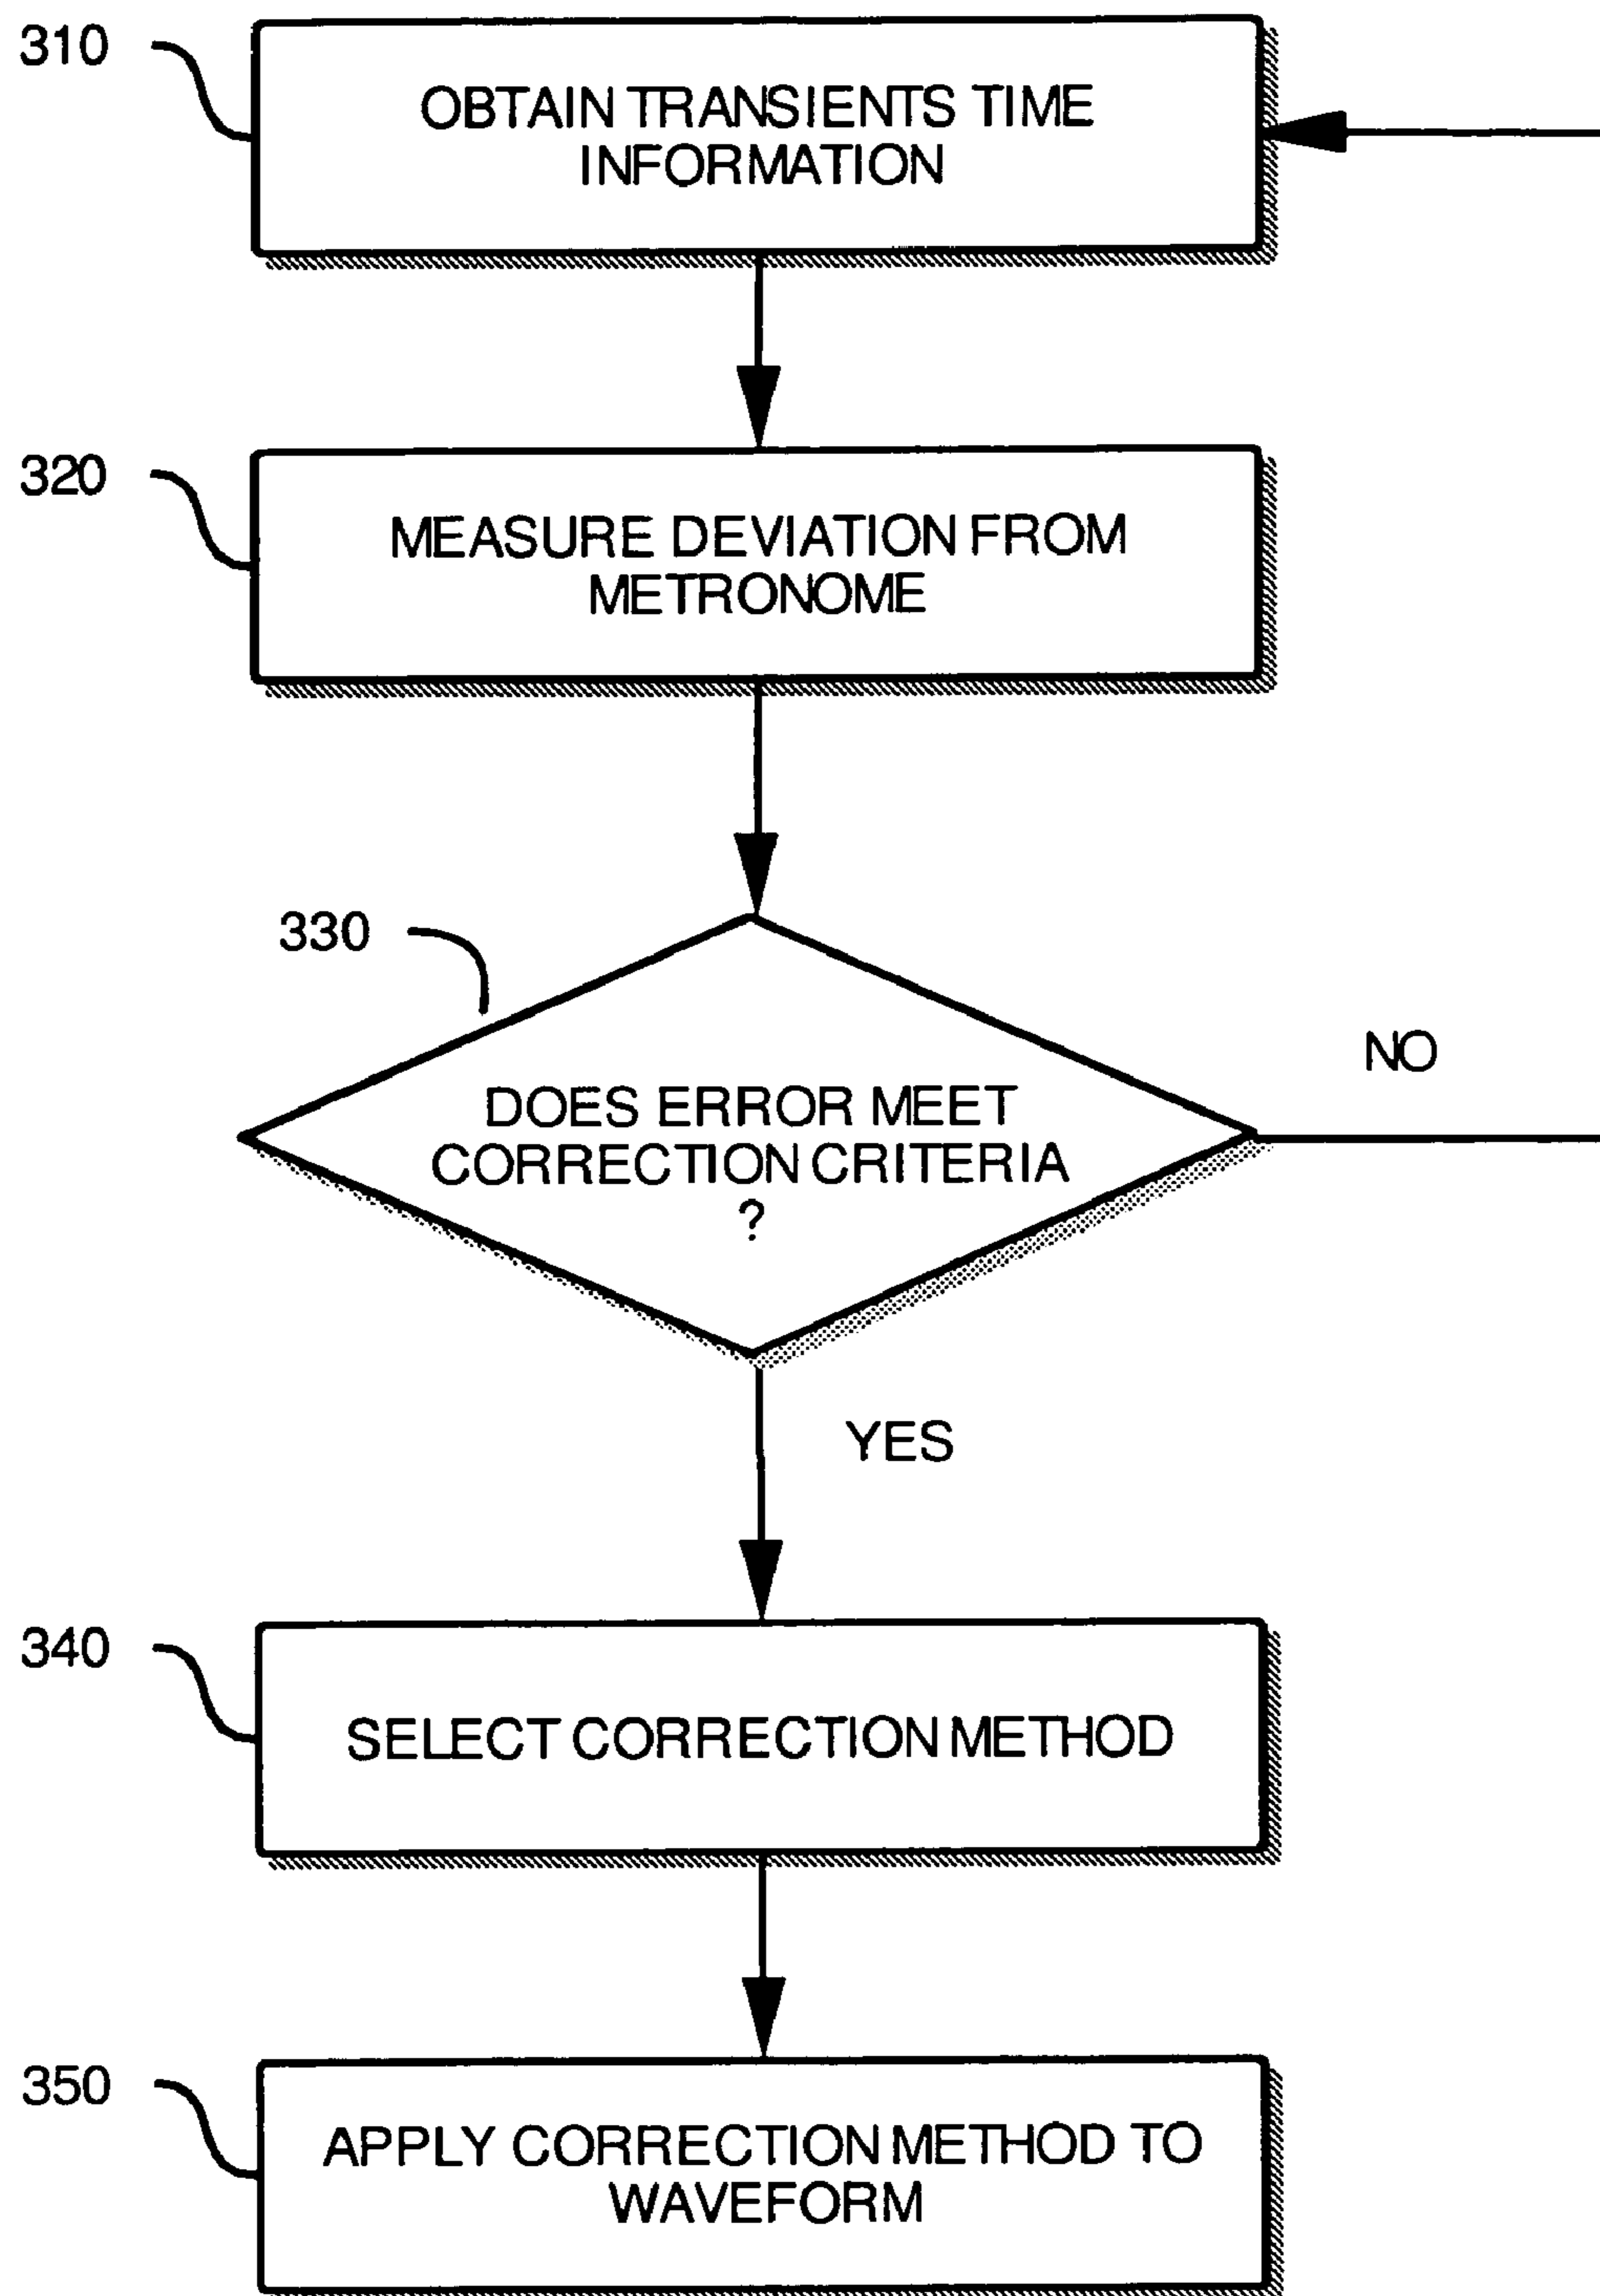 310
OBTAIN TRANSIENTS TIME
INFORMATION
320
MEASURE DEVIATION FROM
METRONOME
330
DOES ERROR MEET
CORRECTION CRITERIA
?
NO
YES
340
SELECT CORRECTION METHOD
350
APPLY CORRECTION METHOD TO
WAVEFORM